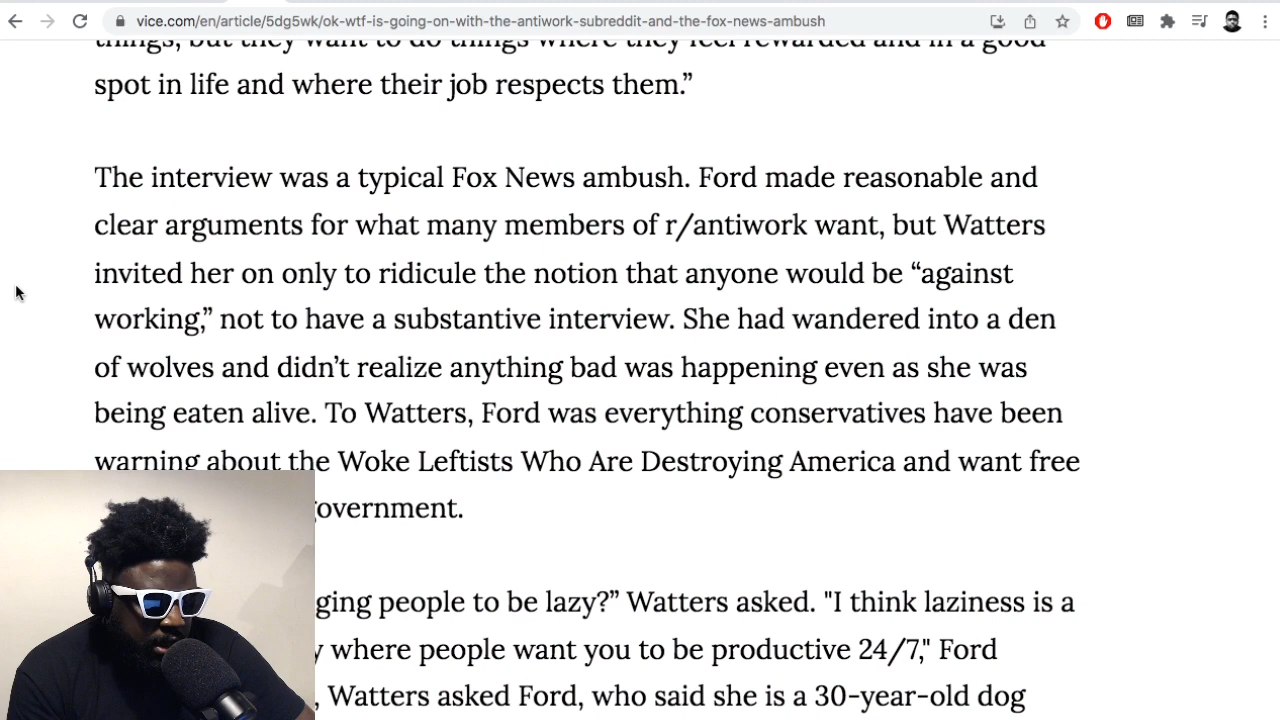 vice.com/en/article/5dg5wk/ok-wtf-is-going-on-with-the-antiwork-subreddit-and-the-fox-news-ambush
things, but they want to do things where they feel rewarded and in a good
spot in life and where their job respects them.”
The interview was a typical Fox News ambush. Ford made reasonable and
clear arguments for what many members of r/antiwork want, but Watters
invited her on only to ridicule the notion that anyone would be “against
working,” not to have a substantive interview. She had wandered into a den
of wolves and didn’t realize anything bad was happening even as she was
being eaten alive. To Watters, Ford was everything conservatives have been
warning about the Woke Leftists Who Are Destroying America and want free
government.
ging people to be lazy?” Watters asked. "I think laziness is a
y where people want you to be productive 24/7," Ford
, Watters asked Ford, who said she is a 30-year-old dog